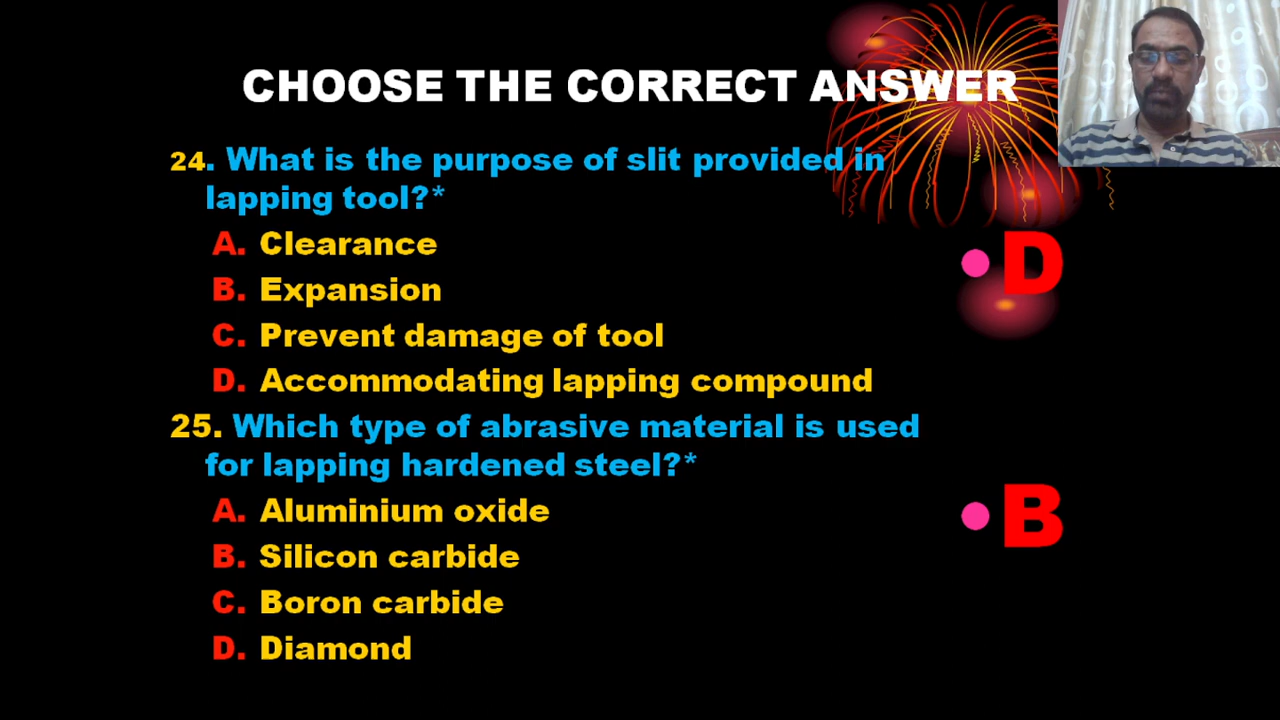 CHOOSE THE CORRECT ANSWER
24. What is the purpose of slit provided in
lapping tool?*
A. Clearance
B. Expansion
C. Prevent damage of tool
D. Accommodating lapping compound
• D
25. Which type of abrasive material is used
for lapping hardened steel?*
A. Aluminium oxide
B. Silicon carbide
C. Boron carbide
D. Diamond
• B